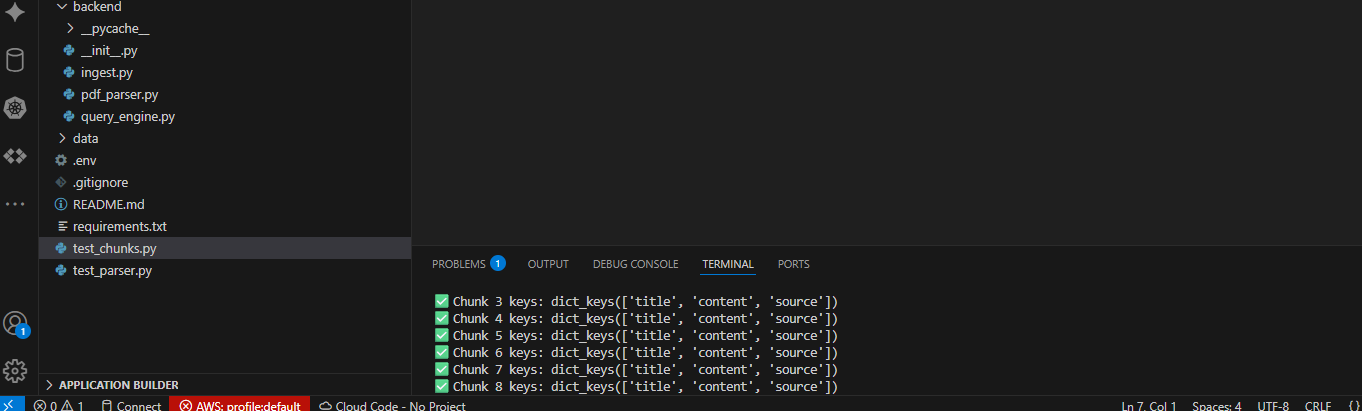 backend
__pycache__
__init__.py
ingest.py
pdf_parser.py
query_engine.py
data
.env
.gitignore
README.md
requirements.txt
test_chunks.py
test_parser.py
1
APPLICATION BUILDER
PROBLEMS 1 OUTPUT DEBUG CONSOLE TERMINAL PORTS
✅ Chunk 3 keys: dict_keys(['title', 'content', 'source'])
✅ Chunk 4 keys: dict_keys(['title', 'content', 'source'])
✅ Chunk 5 keys: dict_keys(['title', 'content', 'source'])
✅ Chunk 6 keys: dict_keys(['title', 'content', 'source'])
✅ Chunk 7 keys: dict_keys(['title', 'content', 'source'])
✅ Chunk 8 keys: dict_keys(['title', 'content', 'source'])
0 1 Connect AWS: profile:default Cloud Code - No Project Ln 7, Col 1 Spaces: 4 UTF-8 CRLF { }